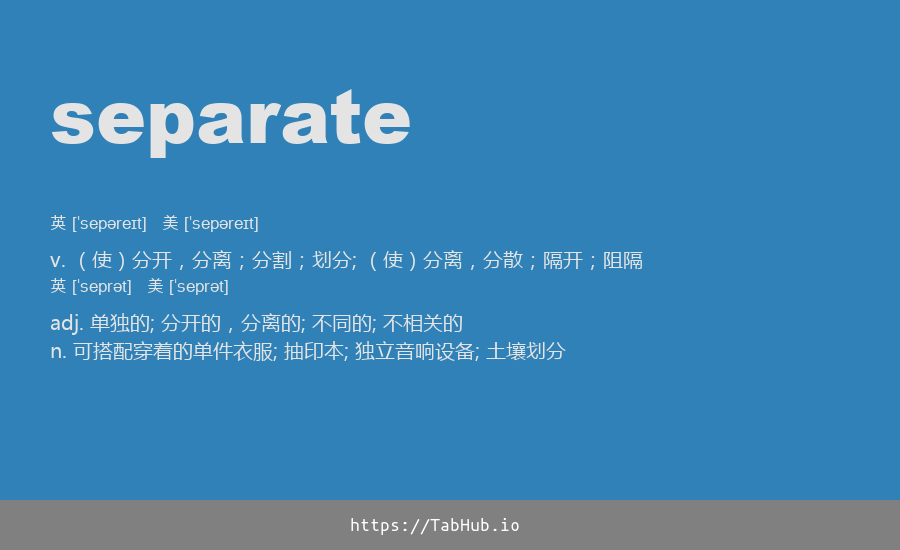 separate
英 [ˈsepəreɪt] 美 [ˈsepəreɪt]
v. （使）分开，分离；分割；划分; （使）分离，分散；隔开；阻隔
英 [ˈseprət] 美 [ˈseprət]
adj. 单独的; 分开的，分离的; 不同的; 不相关的
n. 可搭配穿着的单件衣服; 抽印本; 独立音响设备; 土壤划分
https://TabHub.io